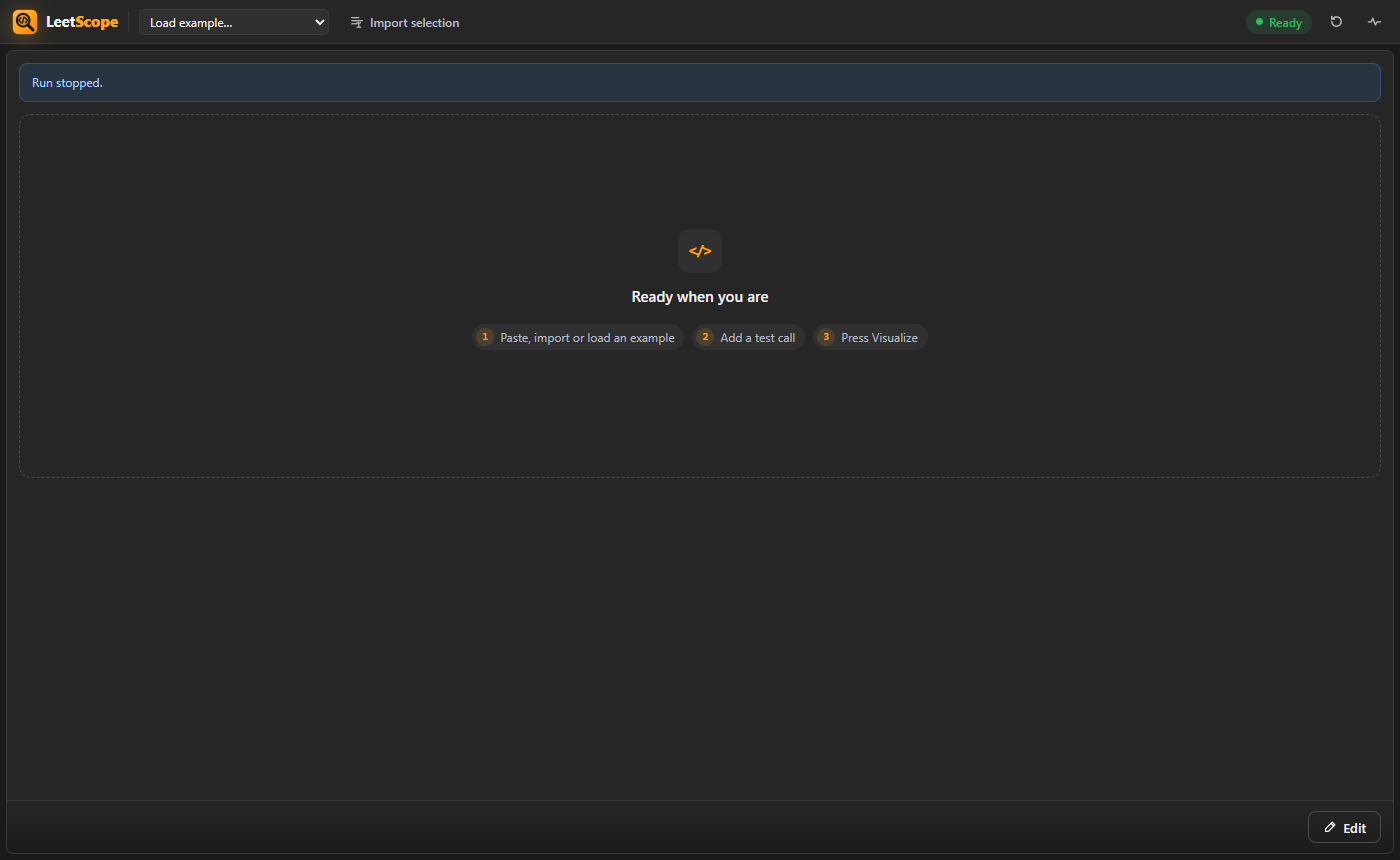 LeetScope
Load example...
Import selection
Ready
Run stopped.
</>
Ready when you are
1 Paste, import or load an example
2 Add a test call
3 Press Visualize
Edit